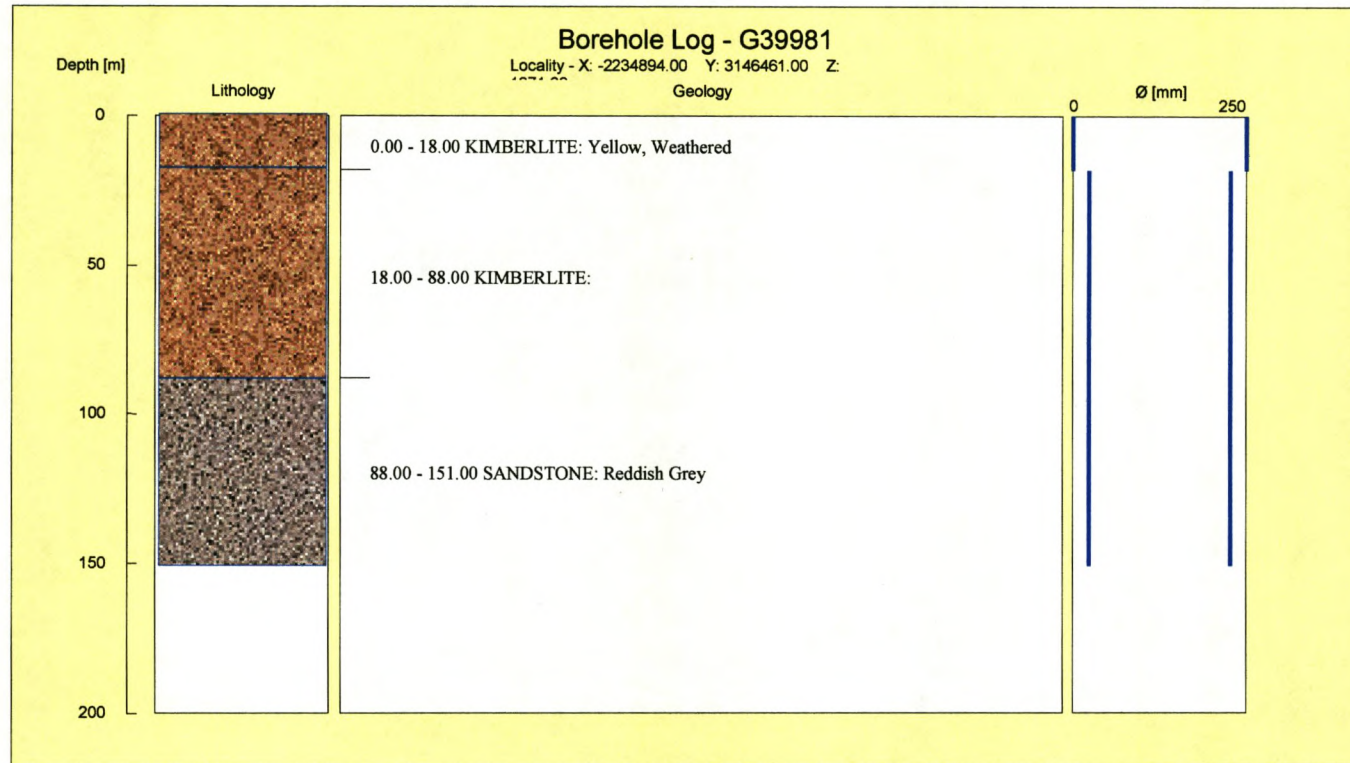 Borehole Log - G39981
Depth [m]
Locality - X: -2234894.00 Y: 3146461.00 Z:
Lithology
Geology
Ø [mm]
0 250
0
50
100
150
200
0.00 - 18.00 KIMBERLITE: Yellow, Weathered
18.00 - 88.00 KIMBERLITE:
88.00 - 151.00 SANDSTONE: Reddish Grey